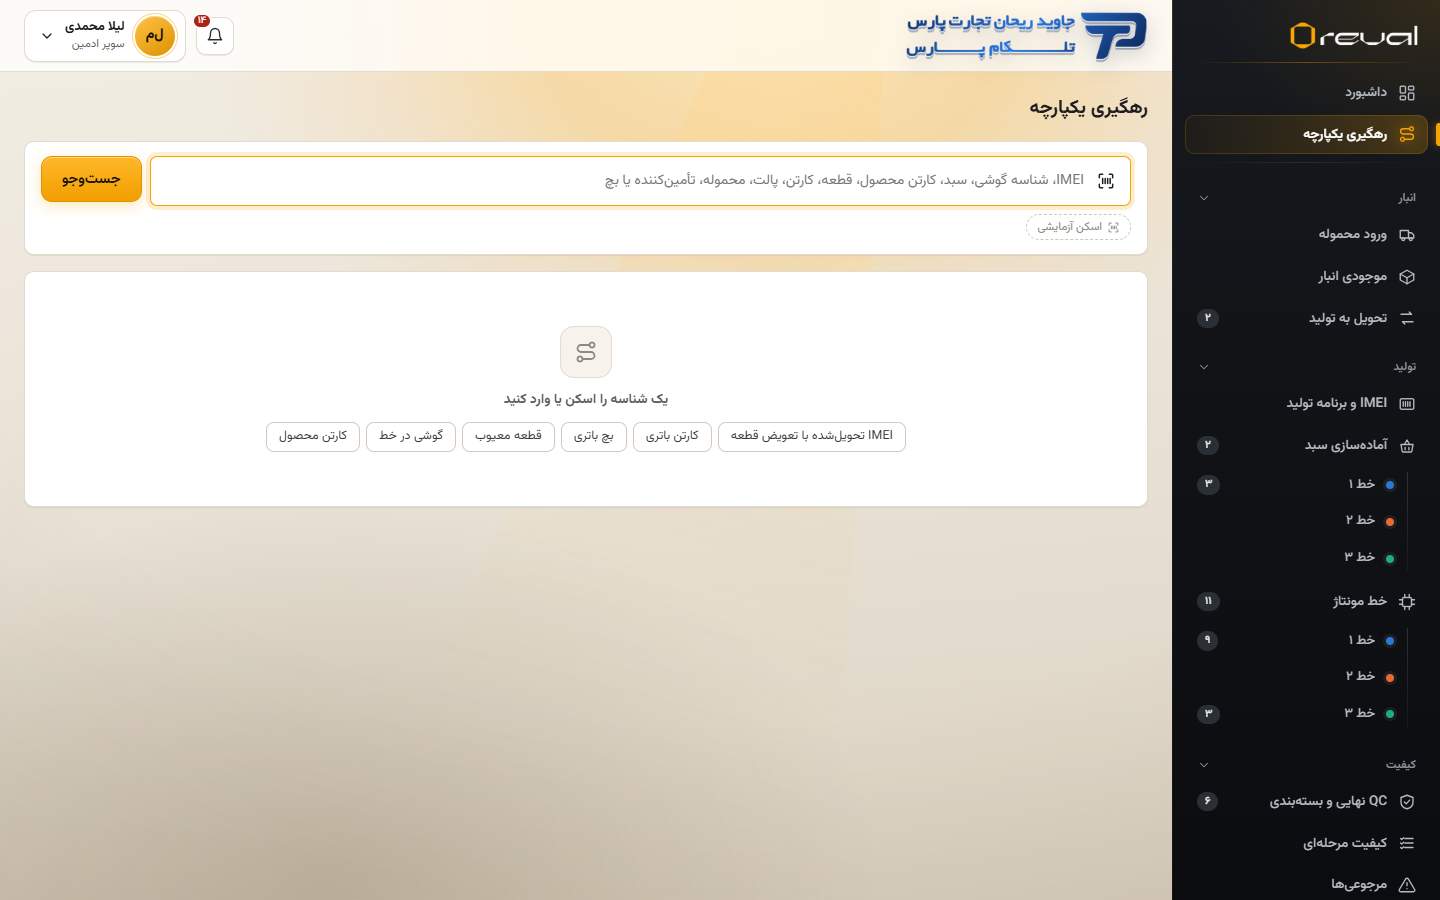 reval
داشبورد
رهگیری یکپارچه
انبار
ورود محموله
موجودی انبار
تحویل به تولید
۲
تولید
IMEI و برنامه تولید
آماده‌سازی سبد
۲
خط ۱
۳
خط ۲
خط ۳
خط مونتاژ
۱۱
خط ۱
۹
خط ۲
خط ۳
۳
کیفیت
QC نهایی و بسته‌بندی
۶
کیفیت مرحله‌ای
مرجوعی‌ها
جاوید ریحان تجارت پارس
تلکام پارس
۱۴
لیلا محمدی
سوپر ادمین
ل‌م
رهگیری یکپارچه
IMEI، شناسه گوشی، سبد، کارتن محصول، قطعه، کارتن، پالت، محموله، تأمین‌کننده یا بچ
جست‌وجو
اسکن آزمایشی
یک شناسه را اسکن یا وارد کنید
IMEI تحویل‌شده با تعویض قطعه
کارتن باتری
بچ باتری
قطعه معیوب
گوشی در خط
کارتن محصول